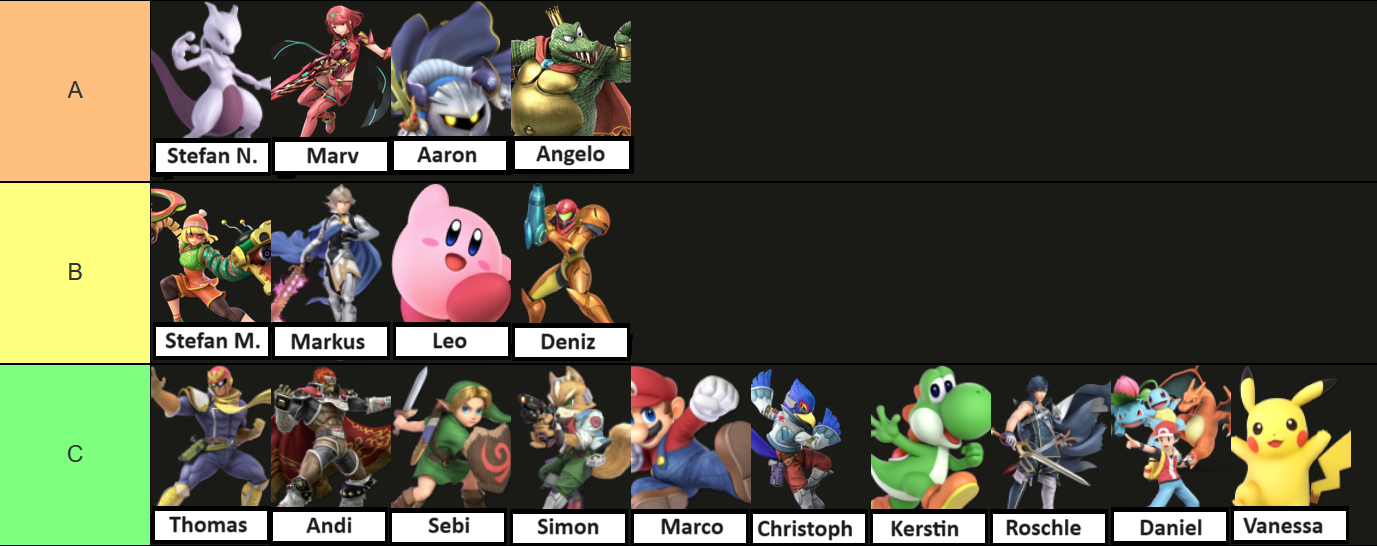 A
Stefan N.
Marv
Aaron
Angelo
B
Stefan M.
Markus
Leo
Deniz
C
Thomas
Andi
Sebi
Simon
Marco
Christoph
Kerstin
Roschle
Daniel
Vanessa